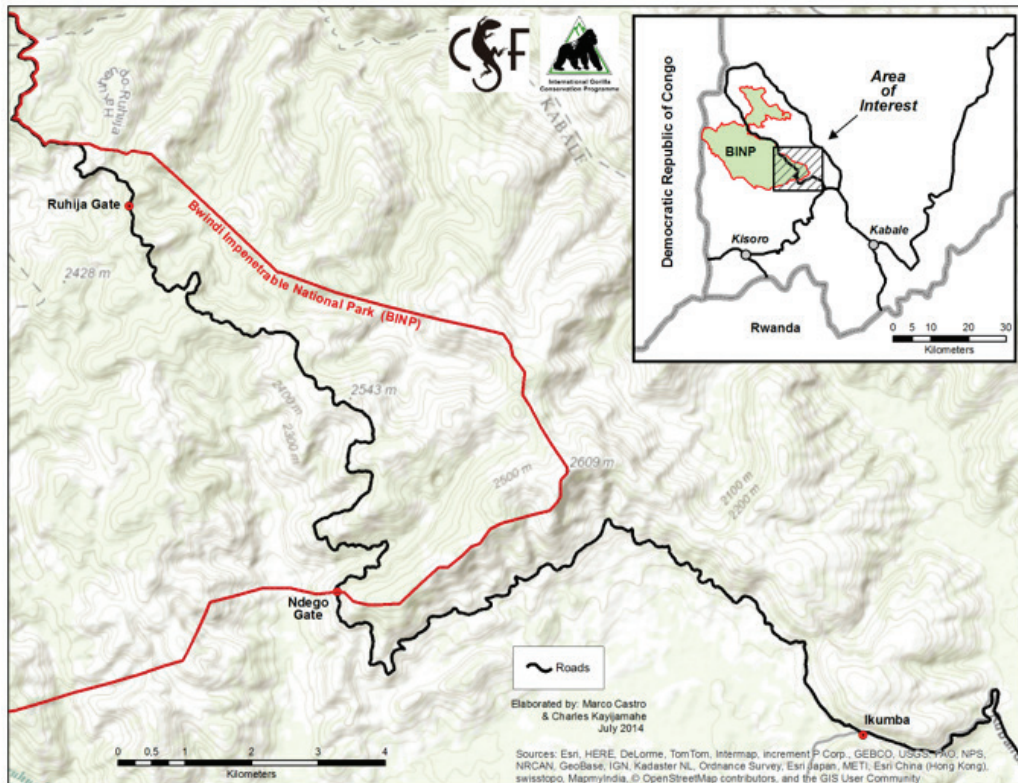 CSF
International Gorilla
Conservation Programme
KABALE
Ruhija Gate
2428 m
Bwindi Impenetrable National Park (BINP)
2543 m
2400 m
2300 m
2500 m
2609 m
2100 m
2200 m
Ndego
Gate
Ikumba
Democratic Republic of Congo
Area
of
Interest
BINP
Kisoro
Kabale
Rwanda
0 5 10 20 30
Kilometers
Roads
Elaborated by: Marco Castro
& Charles Kayijamahe
July 2014
0 0.5 1 2 3 4
Kilometers
Sources: Esri, HERE, DeLorme, TomTom, Intermap, increment P Corp., GEBCO, USGS, FAO, NPS,
NRCAN, GeoBase, IGN, Kadaster NL, Ordnance Survey, Esri Japan, METI, Esri China (Hong Kong),
swisstopo, MapmyIndia, © OpenStreetMap contributors, and the GIS User Community